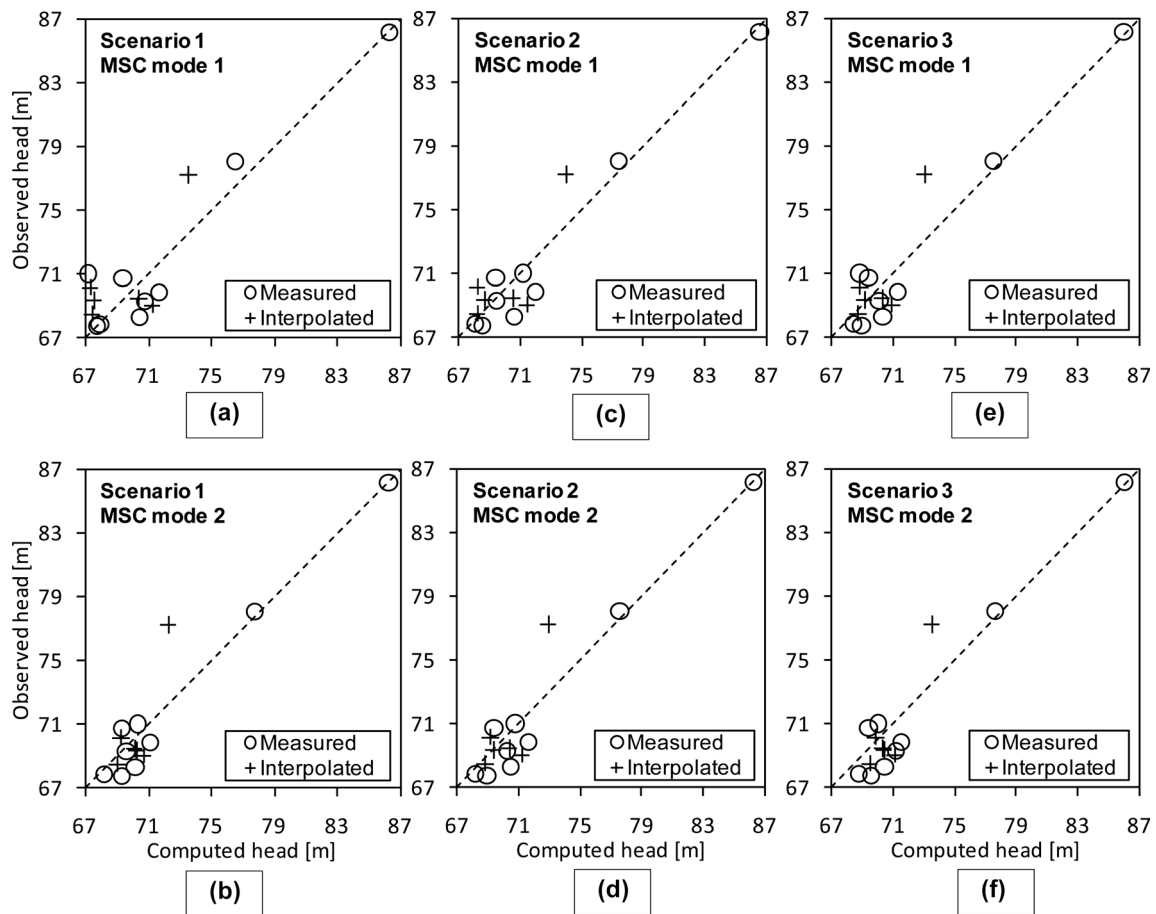 87
83
79
75
71
67
Observed head [m]
Scenario 1
MSC mode 1
Measured
Interpolated
67 71 75 79 83 87
(a)
87
83
79
75
71
67
Scenario 2
MSC mode 1
Measured
Interpolated
67 71 75 79 83 87
(c)
87
83
79
75
71
67
Scenario 3
MSC mode 1
Measured
Interpolated
67 71 75 79 83 87
(e)
87
83
79
75
71
67
Observed head [m]
Scenario 1
MSC mode 2
Measured
Interpolated
67 71 75 79 83 87
Computed head [m]
(b)
87
83
79
75
71
67
Scenario 2
MSC mode 2
Measured
Interpolated
67 71 75 79 83 87
Computed head [m]
(d)
87
83
79
75
71
67
Scenario 3
MSC mode 2
Measured
Interpolated
67 71 75 79 83 87
Computed head [m]
(f)